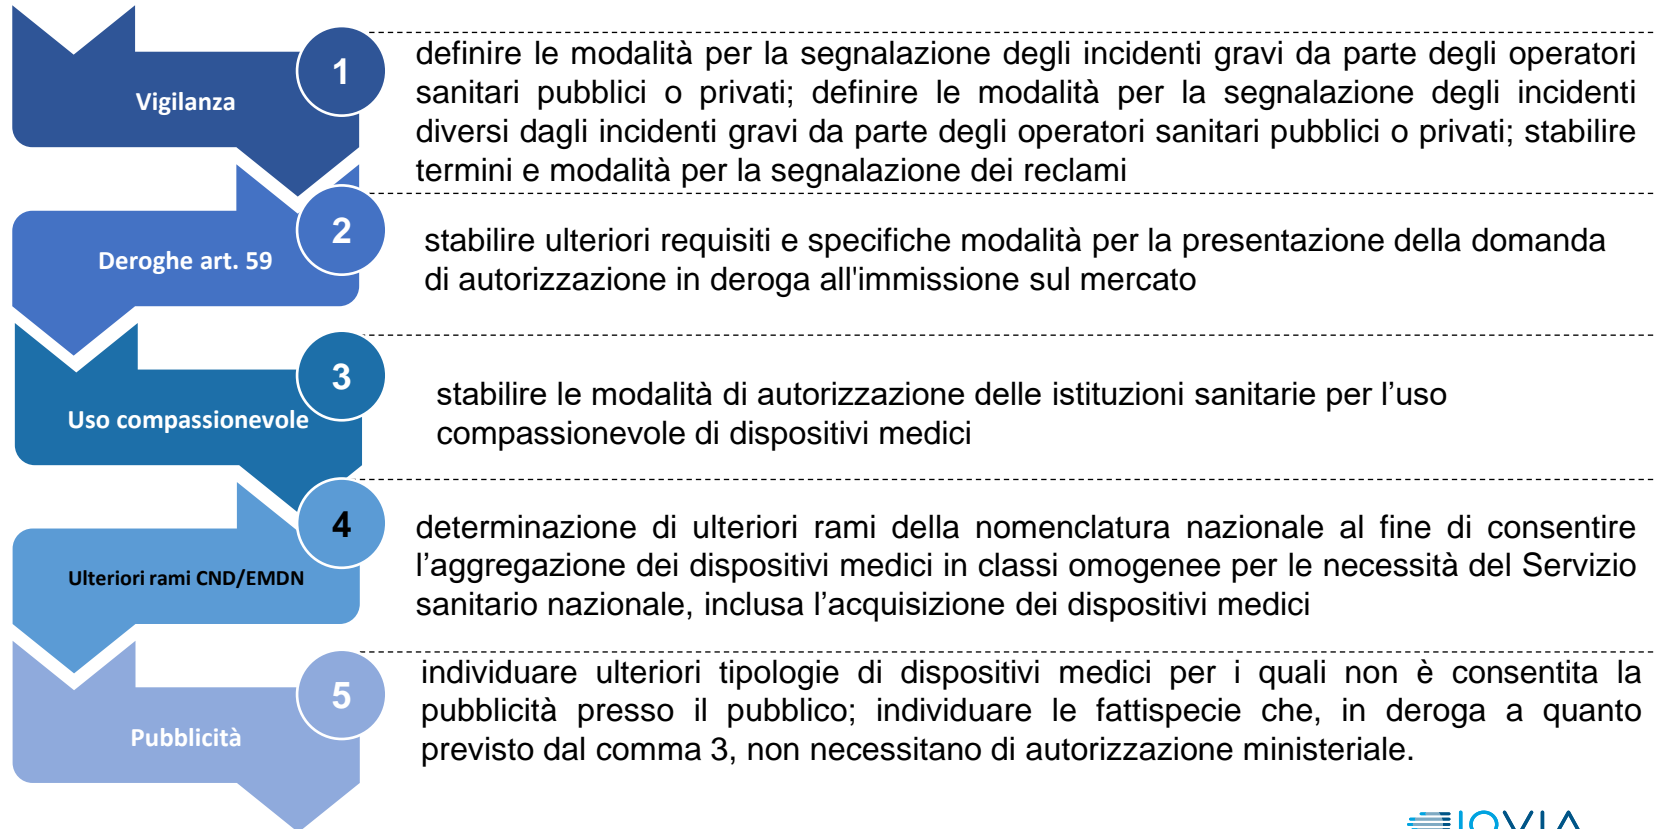 Vigilanza
1
definire le modalità per la segnalazione degli incidenti gravi da parte degli operatori
sanitari pubblici o privati; definire le modalità per la segnalazione degli incidenti
diversi dagli incidenti gravi da parte degli operatori sanitari pubblici o privati; stabilire
termini e modalità per la segnalazione dei reclami
Deroghe art. 59
2
stabilire ulteriori requisiti e specifiche modalità per la presentazione della domanda
di autorizzazione in deroga all'immissione sul mercato
Uso compassionevole
3
stabilire le modalità di autorizzazione delle istituzioni sanitarie per l’uso
compassionevole di dispositivi medici
Ulteriori rami CND/EMDN
4
determinazione di ulteriori rami della nomenclatura nazionale al fine di consentire
l’aggregazione dei dispositivi medici in classi omogenee per le necessità del Servizio
sanitario nazionale, inclusa l’acquisizione dei dispositivi medici
Pubblicità
5
individuare ulteriori tipologie di dispositivi medici per i quali non è consentita la
pubblicità presso il pubblico; individuare le fattispecie che, in deroga a quanto
previsto dal comma 3, non necessitano di autorizzazione ministeriale.
IQVIA